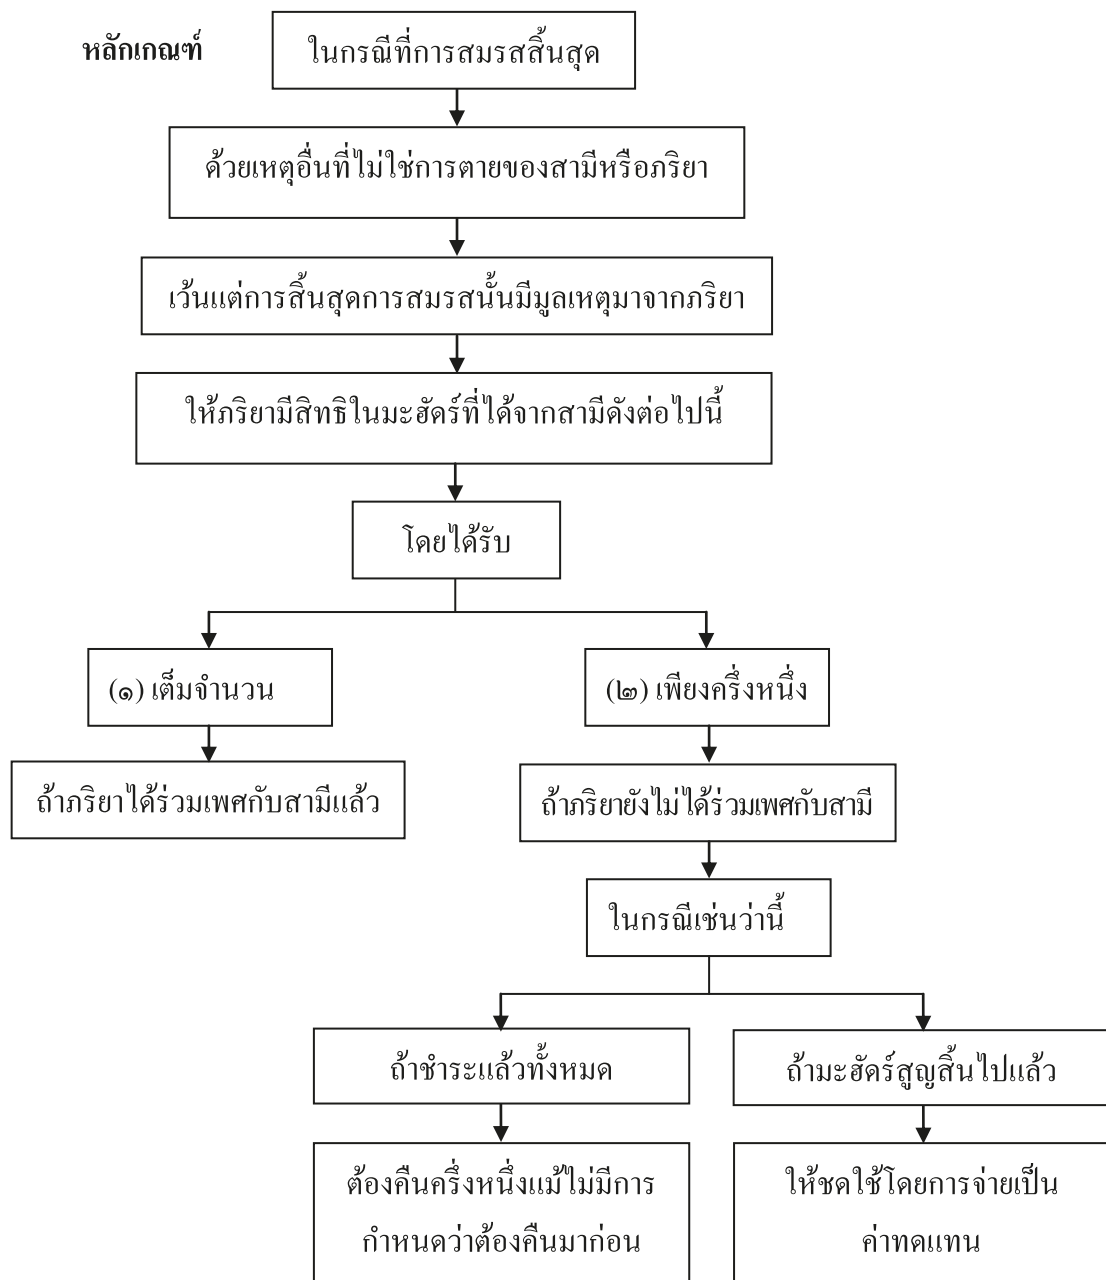 หลักเกณฑ์
ในกรณีที่การสมรสสิ้นสุด
ด้วยเหตุอื่นที่ไม่ใช่การตายของสามีหรือภริยา
เว้นแต่การสิ้นสุดการสมรสนั้นมีมูลเหตุมาจากภริยา
ให้ภริยามีสิทธิในมะฮัดร์ที่ได้จากสามีดังต่อไปนี้
โดยได้รับ
(๑) เต็มจำนวน
(๒) เพียงครึ่งหนึ่ง
ถ้าภริยาได้ร่วมเพศกับสามีแล้ว
ถ้าภริยายังไม่ได้ร่วมเพศกับสามี
ในกรณีเช่นว่านี้
ถ้าชำระแล้วทั้งหมด
ถ้ามะฮัดร์สูญสิ้นไปแล้ว
ต้องคืนครึ่งหนึ่งแม้ไม่มีการ
กำหนดว่าต้องคืนมาก่อน
ให้ชดใช้โดยการจ่ายเป็น
ค่าทดแทน